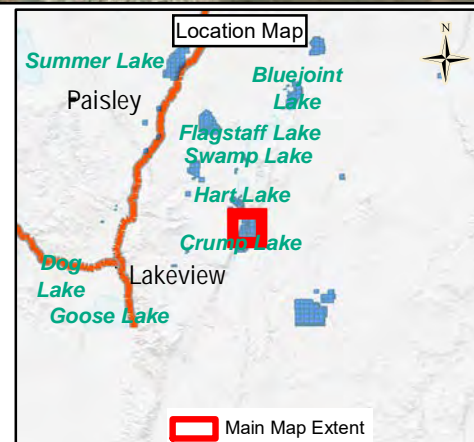 Location Map
N
Summer Lake
Bluejoint
Lake
Paisley
Flagstaff Lake
Swamp Lake
Hart Lake
Crump Lake
Dog
Lake
Lakeview
Goose Lake
Main Map Extent